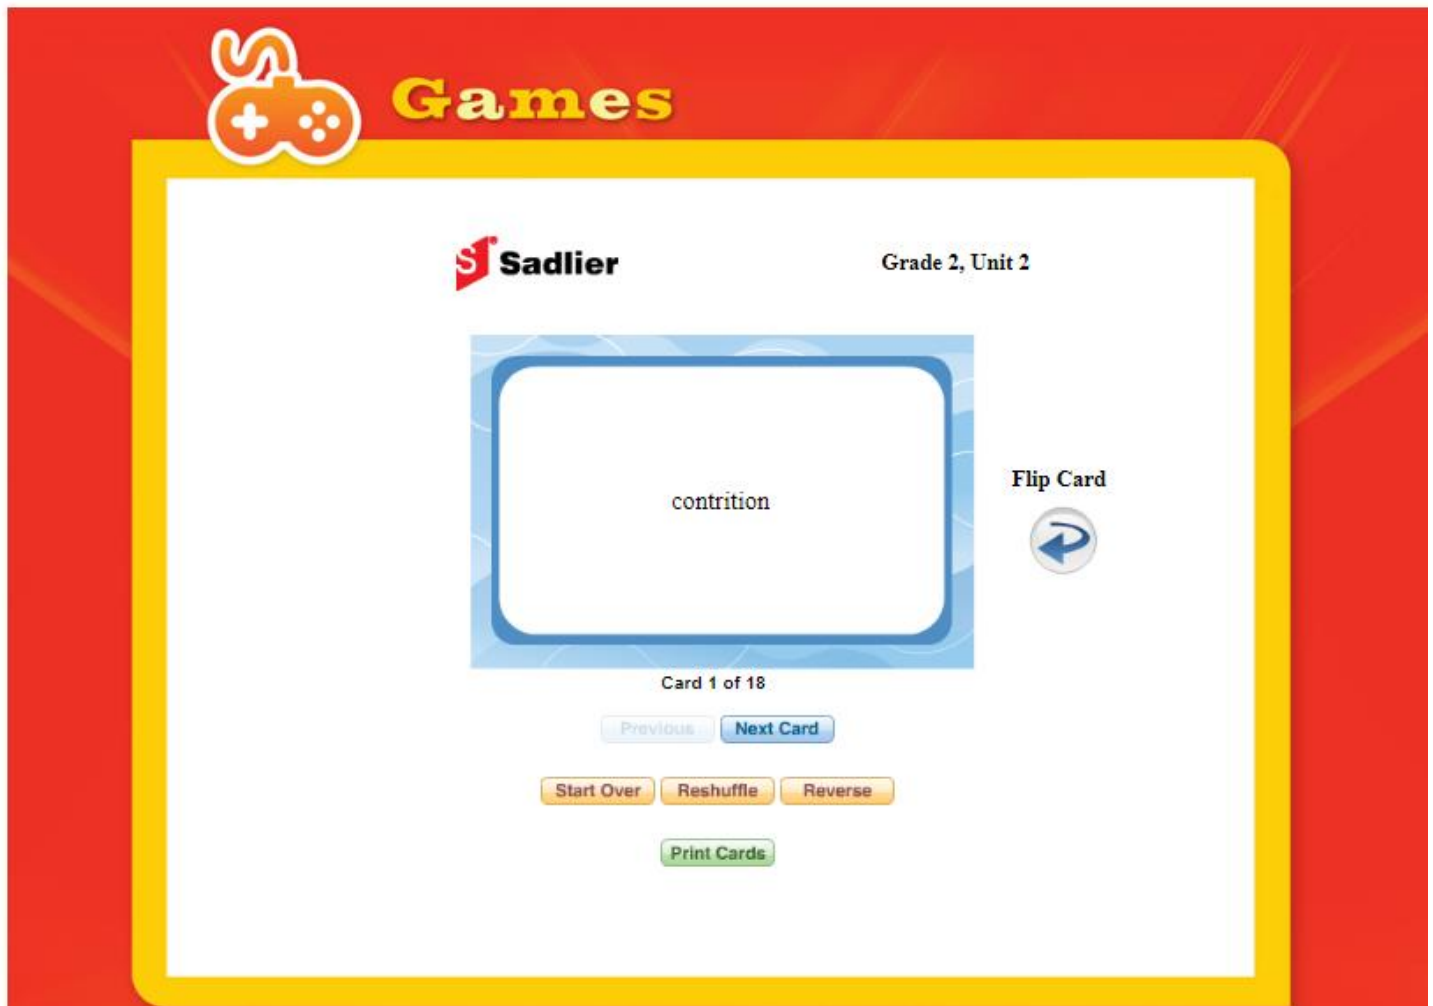 Games
Sadlier
Grade 2, Unit 2
contrition
Flip Card
Card 1 of 18
Previous Next Card
Start Over Reshuffle Reverse
Print Cards